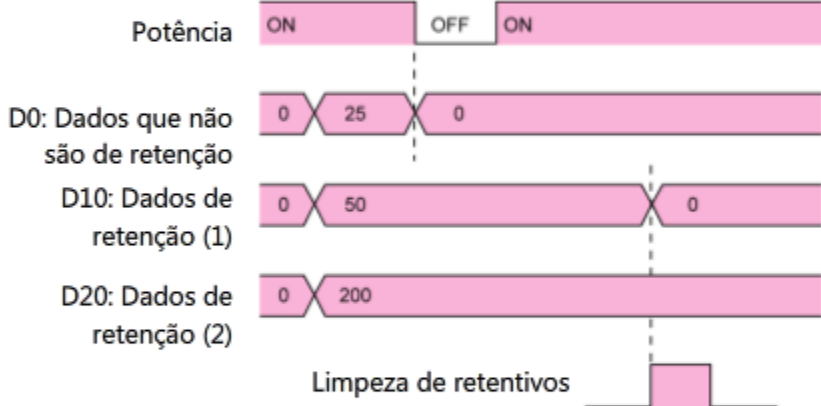 Potência ON OFF ON
D0: Dados que não 0 25 0
são de retenção
D10: Dados de 0 50 0
retenção (1)
D20: Dados de 0 200
retenção (2)
Limpeza de retentivos